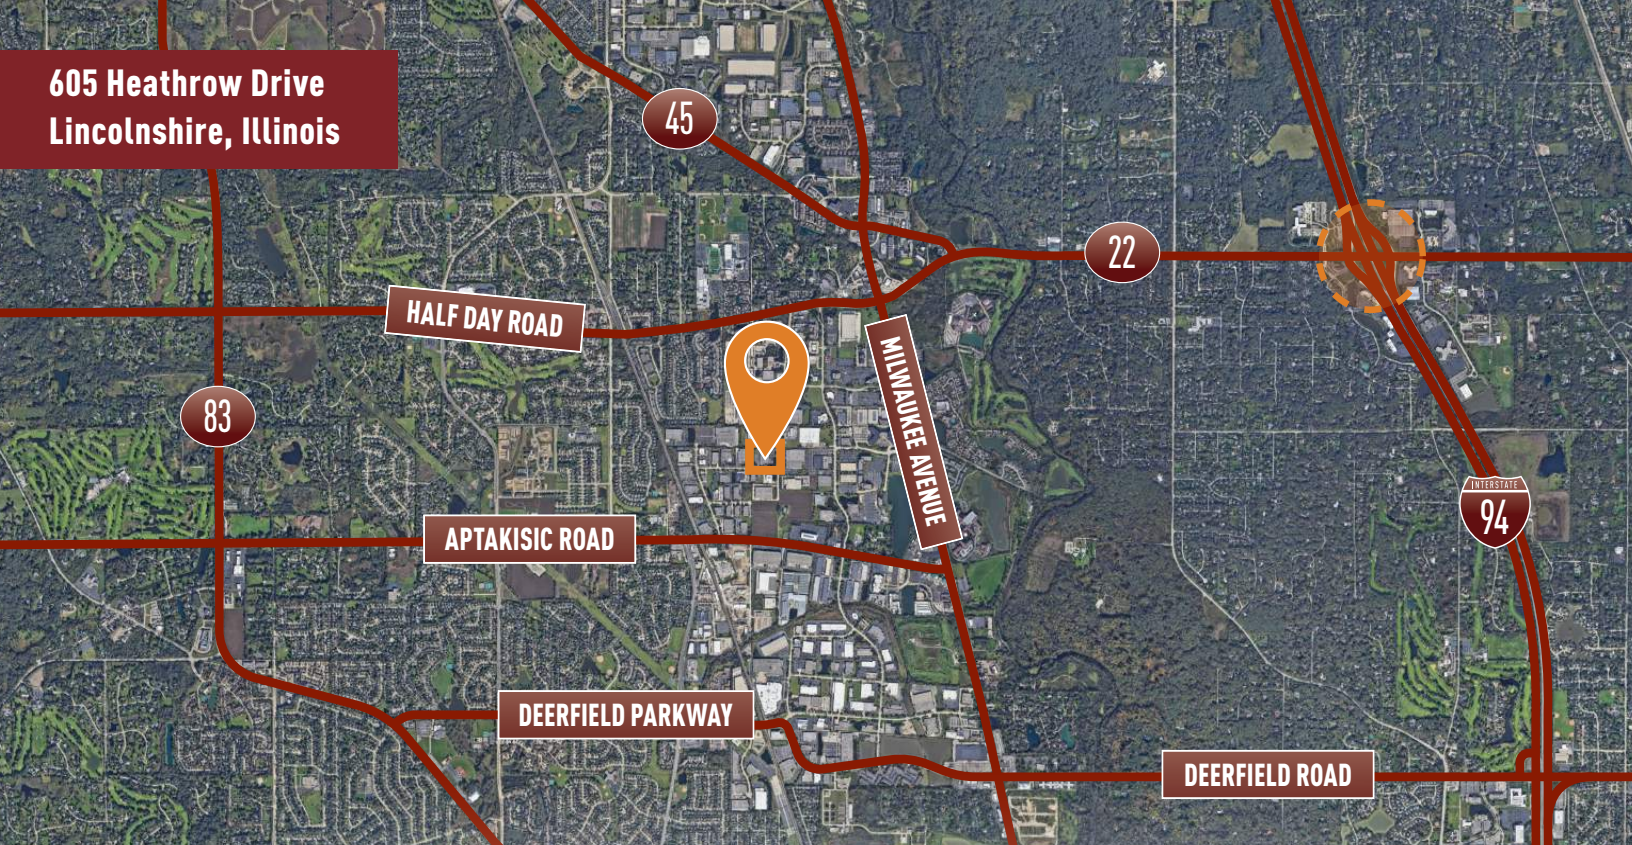 605 Heathrow Drive
Lincolnshire, Illinois
45
22
HALF DAY ROAD
MILWAUKEE AVENUE
83
INTERSTATE
94
APTAKISIC ROAD
DEERFIELD PARKWAY
DEERFIELD ROAD